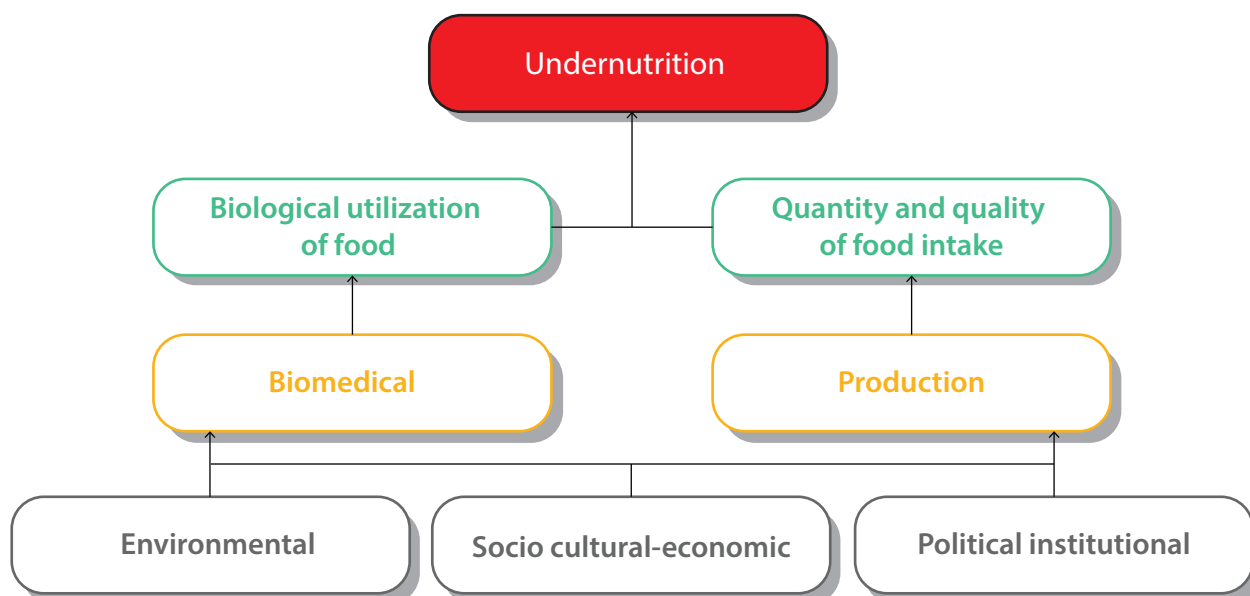 Undernutrition
Biological utilization
of food
Quantity and quality
of food intake
Biomedical
Production
Environmental
Socio cultural-economic
Political institutional